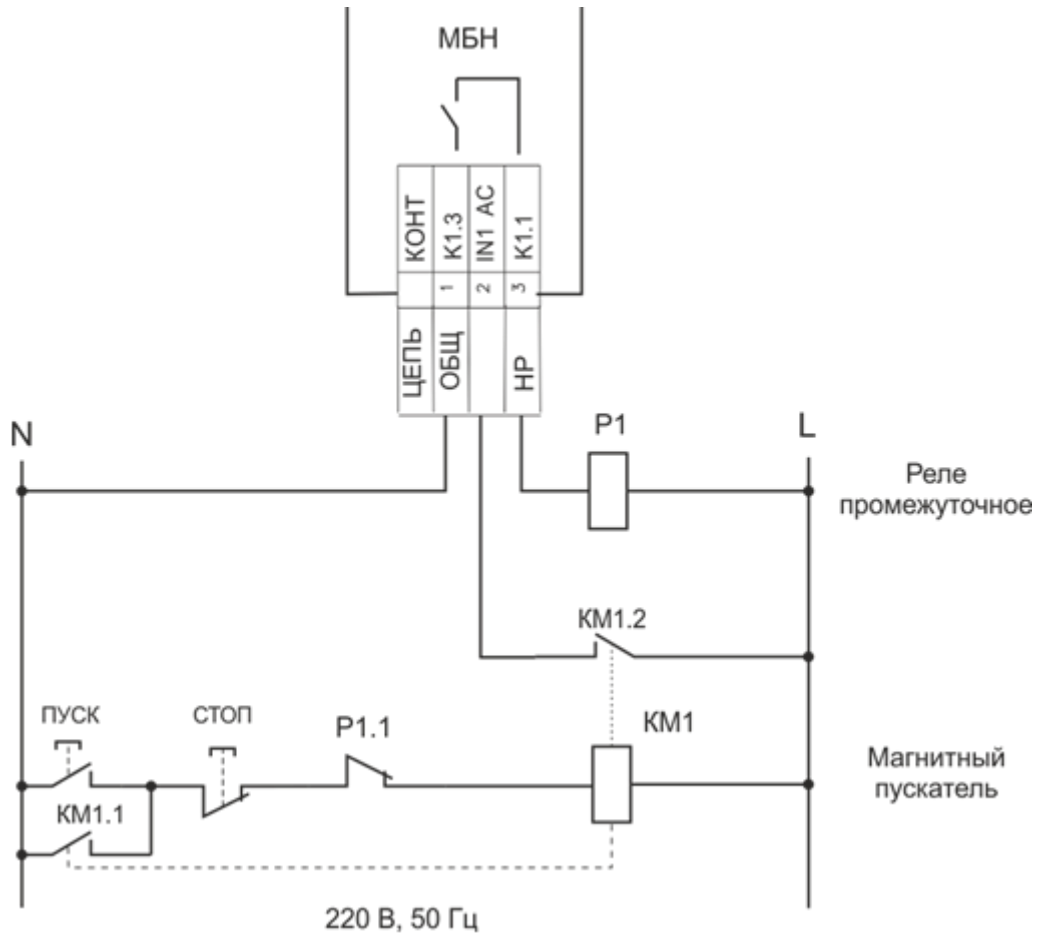 МБН
КОНТ
К1.3
IN1 AC
К1.1
1
2
3
ЦЕПЬ
ОБЩ
НР
N
P1
L
Реле
промежуточное
КМ1.2
ПУСК
СТОП
P1.1
КМ1
Магнитный
пускатель
КМ1.1
220 В, 50 Гц